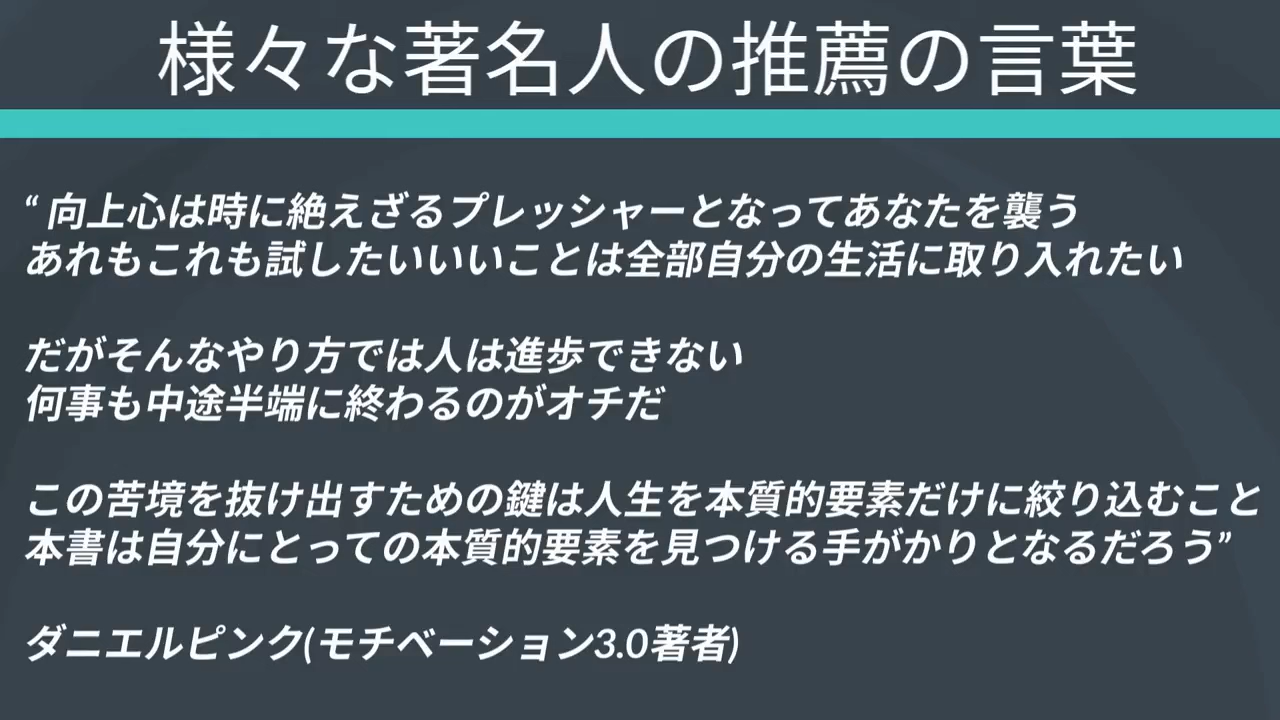 様々な著名人の推薦の言葉
“ 向上心は時に絶えざるプレッシャーとなってあなたを襲う
あれもこれも試したいいいことは全部自分の生活に取り入れたい
だがそんなやり方では人は進歩できない
何事も中途半端に終わるのがオチだ
この苦境を抜け出すための鍵は人生を本質的要素だけに絞り込むこと
本書は自分にとっての本質的要素を見つける手がかりとなるだろう”
ダニエルピンク(モチベーション3.0著者)